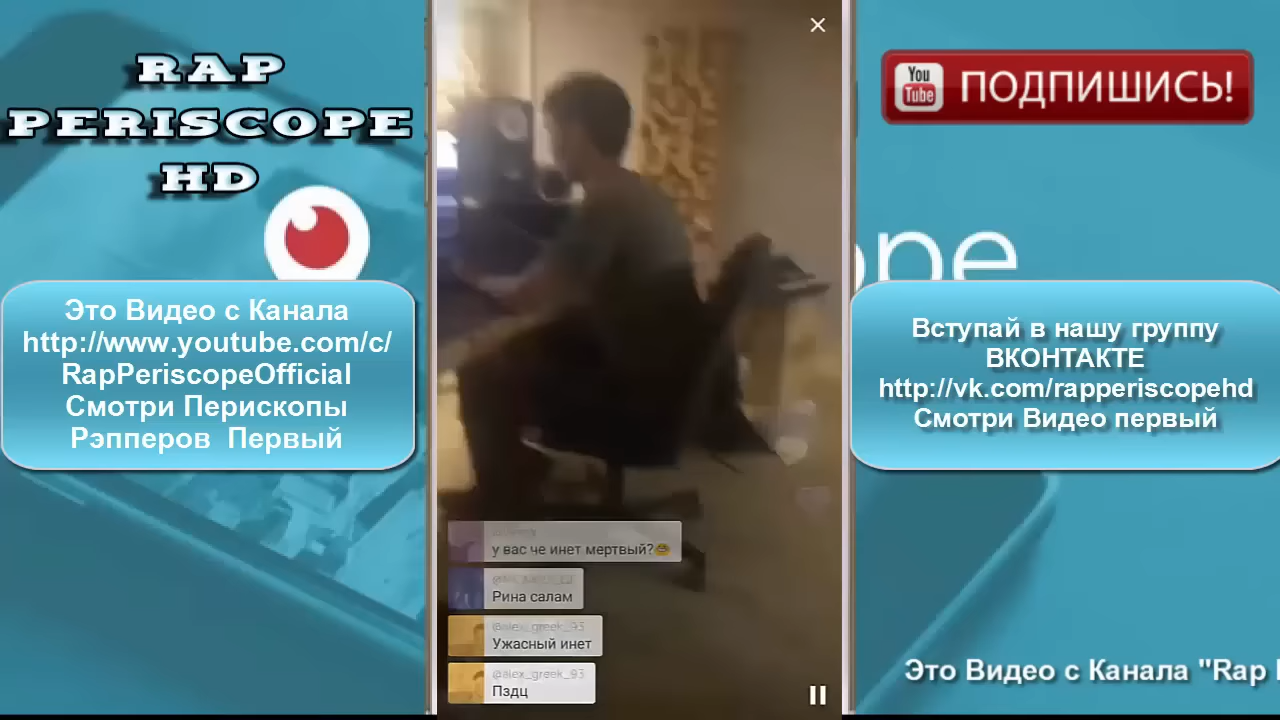 RAP
PERISCOPE
HD
Это Видео с Канала
http://www.youtube.com/c/
RapPeriscopeOfficial
Смотри Перископы
Рэпперов Первый
у вас че инет мертвый?😂
Рина салам
@alex_greek_93
Ужасный инет
@alex_greek_93
Пздц
You
Tube
ПОДПИШИСЬ!
ope
Вступай в нашу группу
ВКОНТАКТЕ
http://vk.com/rapperiscopehd
Смотри Видео первый
Это Видео с Канала "Rap